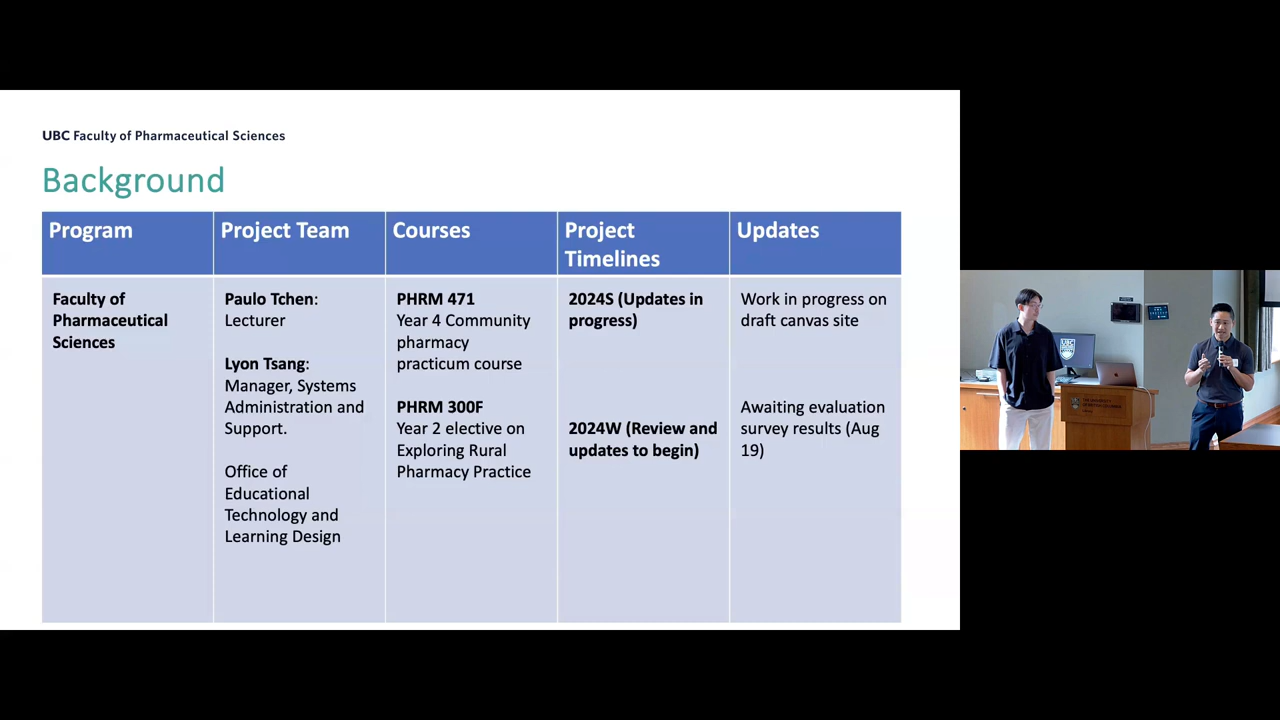 UBC Faculty of Pharmaceutical Sciences
Background
Program
Project Team
Courses
Project
Timelines
Updates
Faculty of
Pharmaceutical
Sciences
Paulo Tchen:
Lecturer
Lyon Tsang:
Manager, Systems
Administration and
Support.
Office of
Educational
Technology and
Learning Design
PHRM 471
Year 4 Community
pharmacy
practicum course
PHRM 300F
Year 2 elective on
Exploring Rural
Pharmacy Practice
2024S (Updates in
progress)
2024W (Review and
updates to begin)
Work in progress on
draft canvas site
Awaiting evaluation
survey results (Aug
19)
UBC